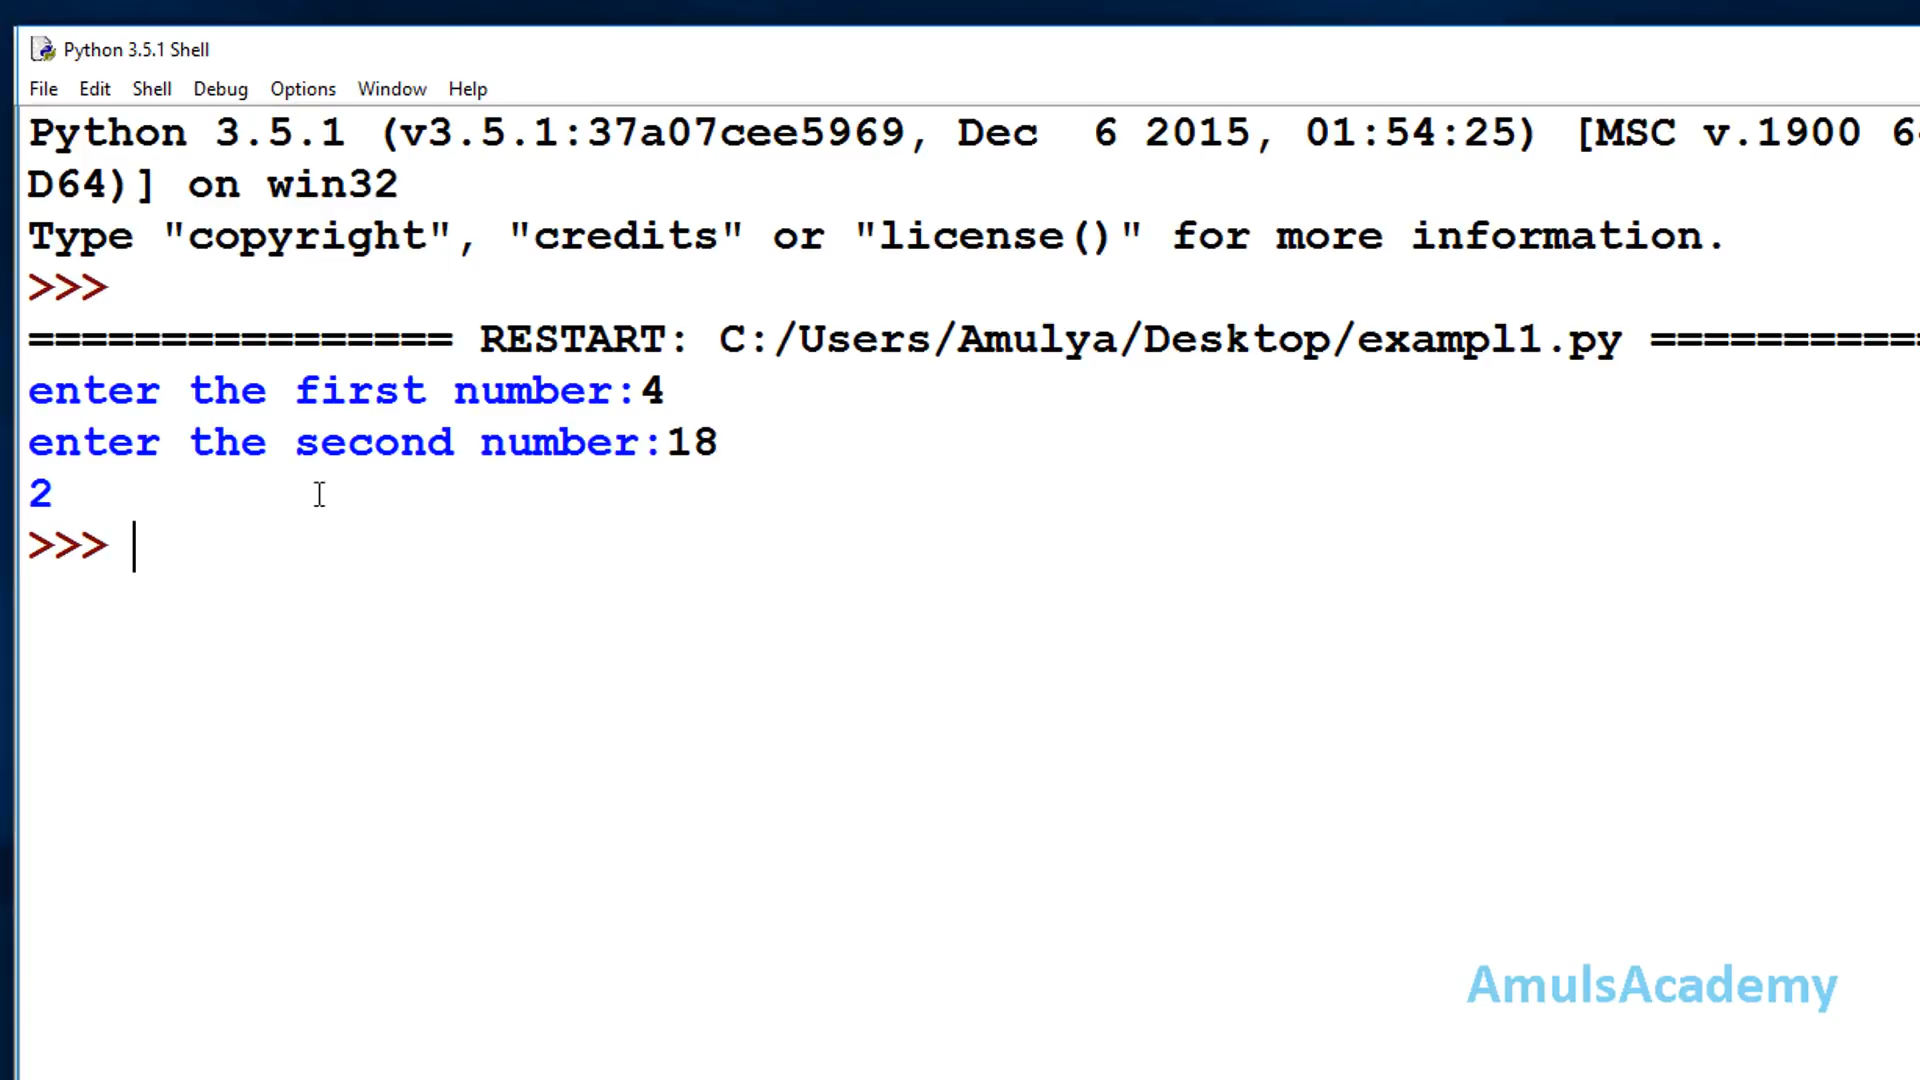 Python 3.5.1 Shell
File Edit Shell Debug Options Window Help
Python 3.5.1 (v3.5.1:37a07cee5969, Dec  6 2015, 01:54:25) [MSC v.1900 6
D64)] on win32
Type "copyright", "credits" or "license()" for more information.
>>>
================ RESTART: C:/Users/Amulya/Desktop/exampl1.py ==========
enter the first number:4
enter the second number:18
2
>>>
AmulsAcademy